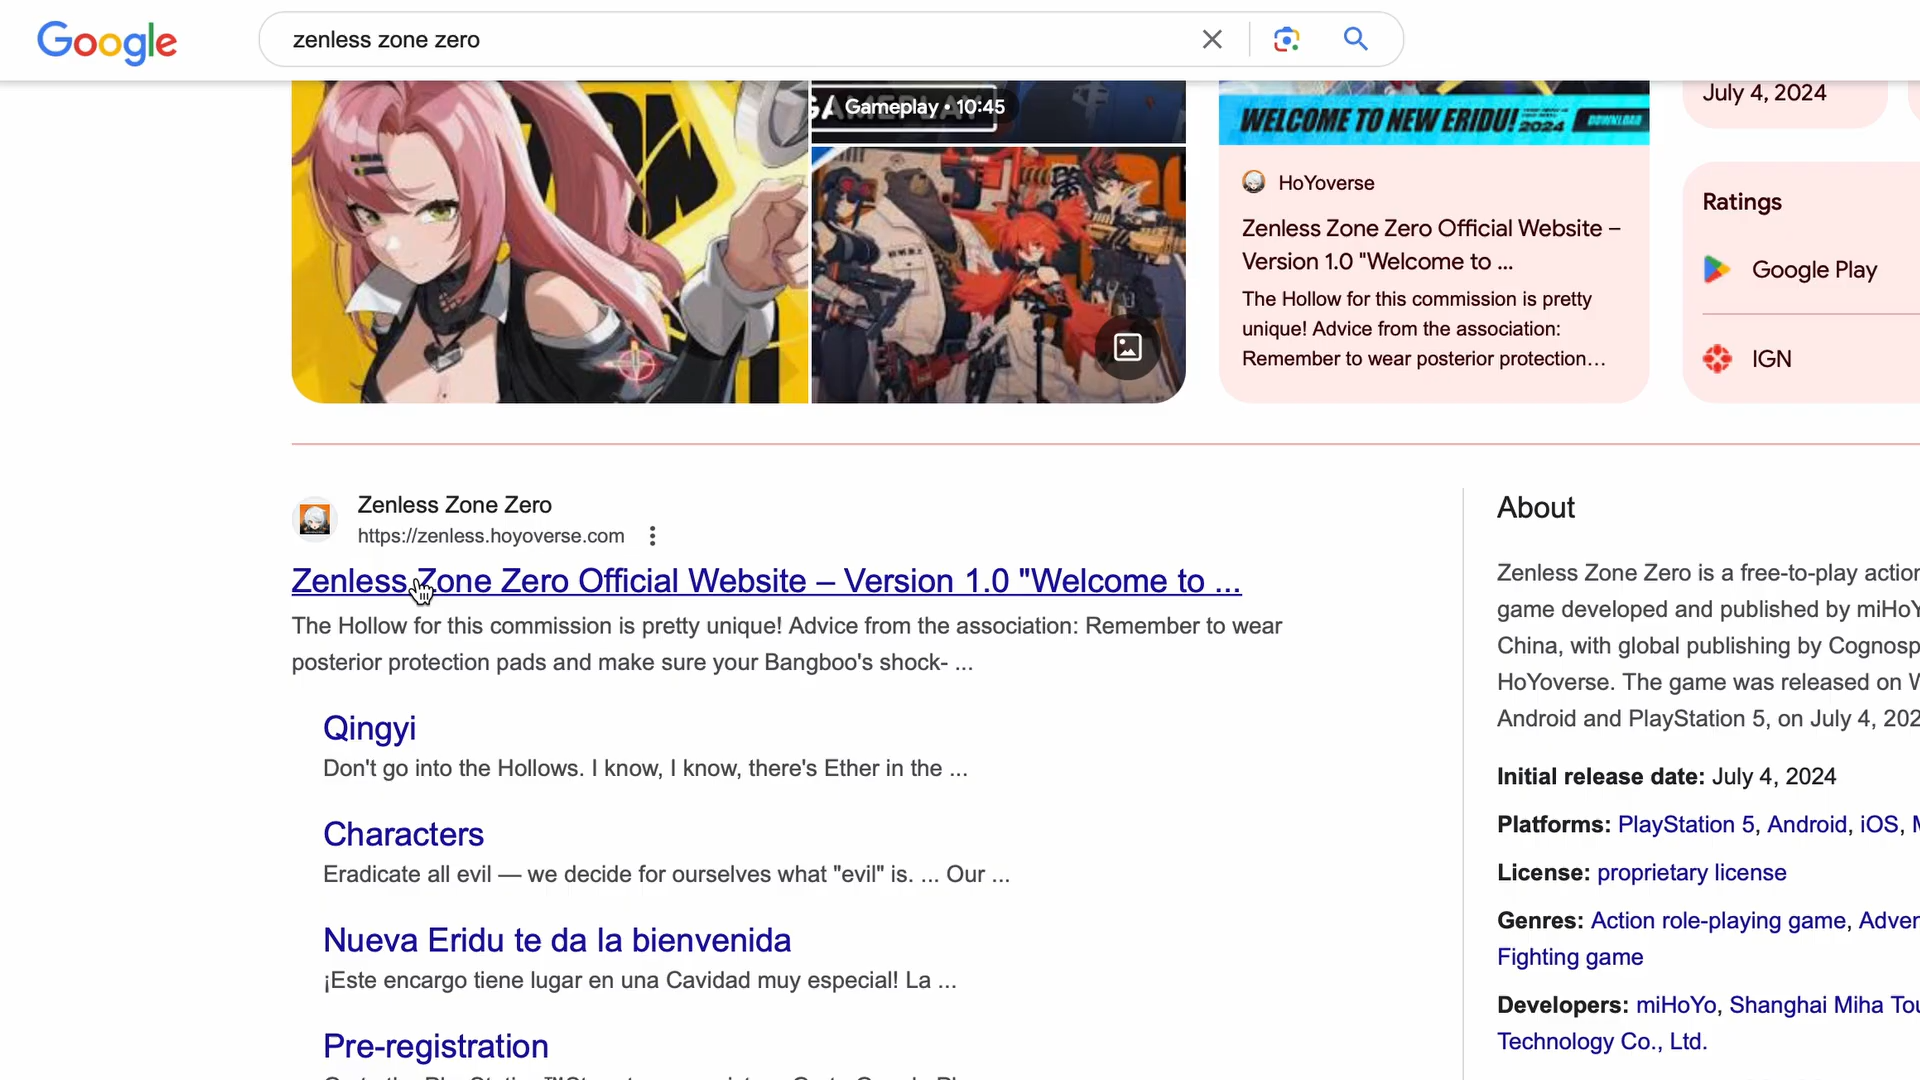 Google
zenless zone zero
Gameplay • 10:45
WELCOME TO NEW ERIDU! 2024 DOWNLOAD
July 4, 2024
HoYoverse
Zenless Zone Zero Official Website –
Version 1.0 "Welcome to ...
The Hollow for this commission is pretty
unique! Advice from the association:
Remember to wear posterior protection...
Ratings
Google Play
IGN
Zenless Zone Zero
https://zenless.hoyoverse.com
Zenless Zone Zero Official Website – Version 1.0 "Welcome to ...
The Hollow for this commission is pretty unique! Advice from the association: Remember to wear
posterior protection pads and make sure your Bangboo's shock- ...
Qingyi
Don't go into the Hollows. I know, I know, there's Ether in the ...
Characters
Eradicate all evil — we decide for ourselves what "evil" is. ... Our ...
Nueva Eridu te da la bienvenida
¡Este encargo tiene lugar en una Cavidad muy especial! La ...
Pre-registration
About
Zenless Zone Zero is a free-to-play action
game developed and published by miHoY
China, with global publishing by Cognosp
HoYoverse. The game was released on W
Android and PlayStation 5, on July 4, 202
Initial release date: July 4, 2024
Platforms: PlayStation 5, Android, iOS, M
License: proprietary license
Genres: Action role-playing game, Adven
Fighting game
Developers: miHoYo, Shanghai Miha Tou
Technology Co., Ltd.